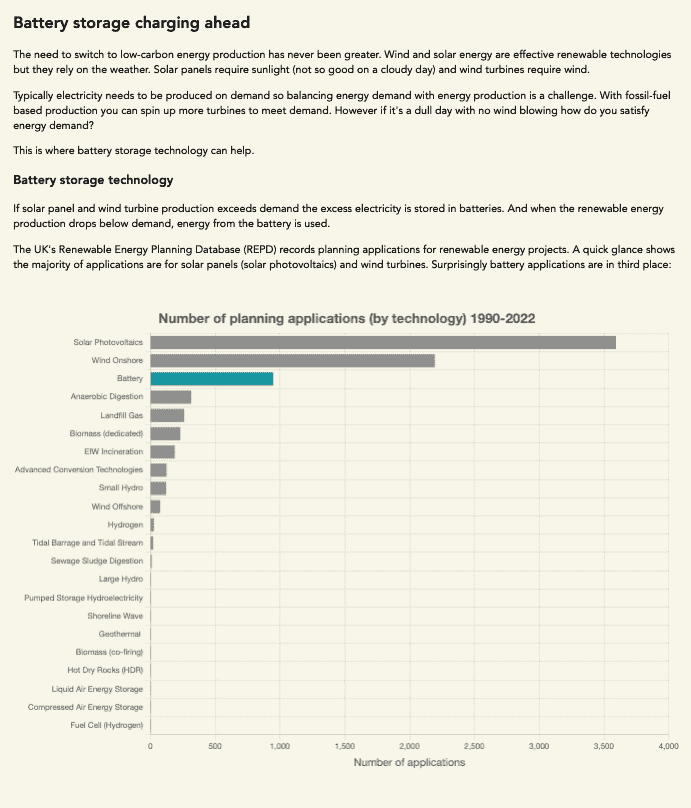 Battery storage charging ahead
The need to switch to low-carbon energy production has never been greater. Wind and solar energy are effective renewable technologies
but they rely on the weather. Solar panels require sunlight (not so good on a cloudy day) and wind turbines require wind.
Typically electricity needs to be produced on demand so balancing energy demand with energy production is a challenge. With fossil-fuel
based production you can spin up more turbines to meet demand. However if it's a dull day with no wind blowing how do you satisfy
energy demand?
This is where battery storage technology can help.
Battery storage technology
If solar panel and wind turbine production exceeds demand the excess electricity is stored in batteries. And when the renewable energy
production drops below demand, energy from the battery is used.
The UK's Renewable Energy Planning Database (REPD) records planning applications for renewable energy projects. A quick glance shows
the majority of applications are for solar panels (solar photovoltaics) and wind turbines. Surprisingly battery applications are in third place:
Number of planning applications (by technology) 1990-2022
Solar Photovoltaics
Wind Onshore
Battery
Anaerobic Digestion
Landfill Gas
Biomass (dedicated)
EfW Incineration
Advanced Conversion Technologies
Small Hydro
Wind Offshore
Hydrogen
Tidal Barrage and Tidal Stream
Sewage Sludge Digestion
Large Hydro
Pumped Storage Hydroelectricity
Shoreline Wave
Geothermal
Biomass (co-firing)
Hot Dry Rocks (HDR)
Liquid Air Energy Storage
Compressed Air Energy Storage
Fuel Cell (Hydrogen)
0 500 1,000 1,500 2,000 2,500 3,000 3,500 4,000
Number of applications